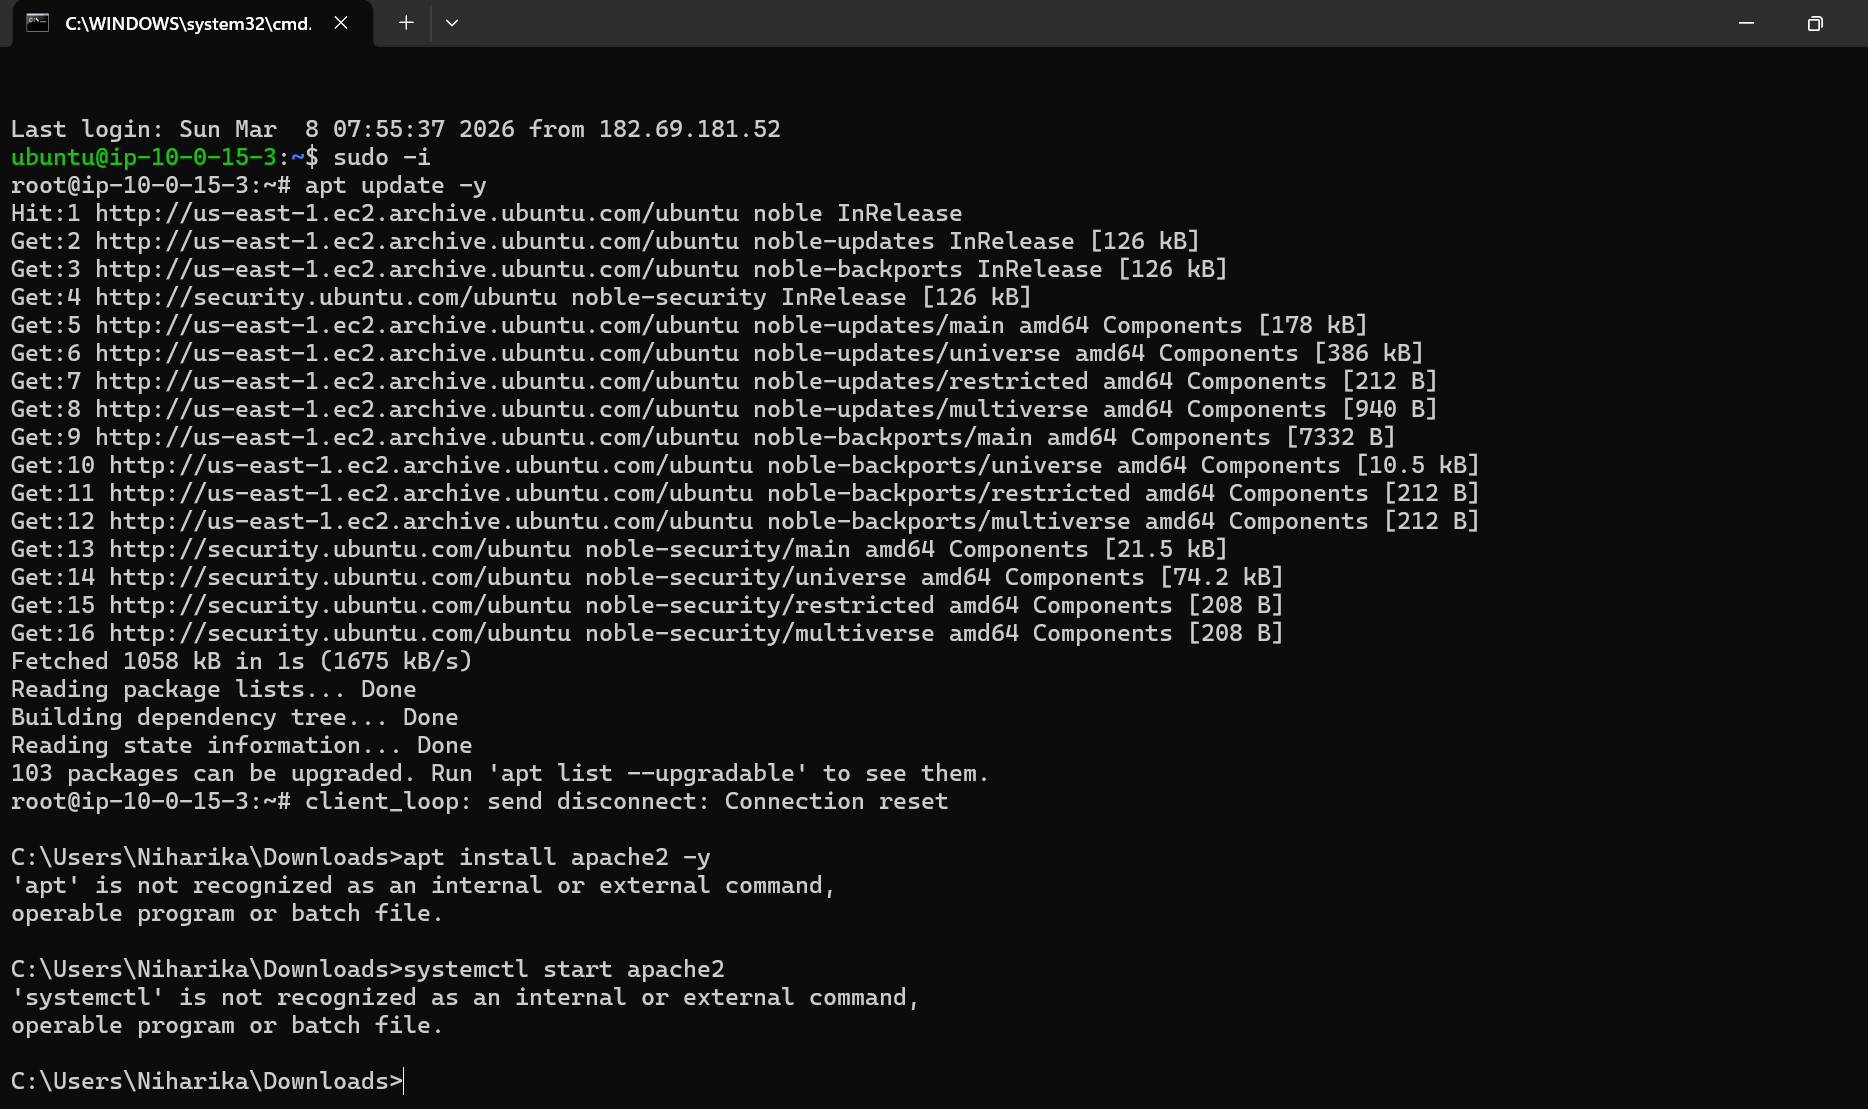 C:\WINDOWS\system32\cmd.
Last login: Sun Mar  8 07:55:37 2026 from 182.69.181.52
ubuntu@ip-10-0-15-3:~$ sudo -i
root@ip-10-0-15-3:~# apt update -y
Hit:1 http://us-east-1.ec2.archive.ubuntu.com/ubuntu noble InRelease
Get:2 http://us-east-1.ec2.archive.ubuntu.com/ubuntu noble-updates InRelease [126 kB]
Get:3 http://us-east-1.ec2.archive.ubuntu.com/ubuntu noble-backports InRelease [126 kB]
Get:4 http://security.ubuntu.com/ubuntu noble-security InRelease [126 kB]
Get:5 http://us-east-1.ec2.archive.ubuntu.com/ubuntu noble-updates/main amd64 Components [178 kB]
Get:6 http://us-east-1.ec2.archive.ubuntu.com/ubuntu noble-updates/universe amd64 Components [386 kB]
Get:7 http://us-east-1.ec2.archive.ubuntu.com/ubuntu noble-updates/restricted amd64 Components [212 B]
Get:8 http://us-east-1.ec2.archive.ubuntu.com/ubuntu noble-updates/multiverse amd64 Components [940 B]
Get:9 http://us-east-1.ec2.archive.ubuntu.com/ubuntu noble-backports/main amd64 Components [7332 B]
Get:10 http://us-east-1.ec2.archive.ubuntu.com/ubuntu noble-backports/universe amd64 Components [10.5 kB]
Get:11 http://us-east-1.ec2.archive.ubuntu.com/ubuntu noble-backports/restricted amd64 Components [212 B]
Get:12 http://us-east-1.ec2.archive.ubuntu.com/ubuntu noble-backports/multiverse amd64 Components [212 B]
Get:13 http://security.ubuntu.com/ubuntu noble-security/main amd64 Components [21.5 kB]
Get:14 http://security.ubuntu.com/ubuntu noble-security/universe amd64 Components [74.2 kB]
Get:15 http://security.ubuntu.com/ubuntu noble-security/restricted amd64 Components [208 B]
Get:16 http://security.ubuntu.com/ubuntu noble-security/multiverse amd64 Components [208 B]
Fetched 1058 kB in 1s (1675 kB/s)
Reading package lists... Done
Building dependency tree... Done
Reading state information... Done
103 packages can be upgraded. Run 'apt list --upgradable' to see them.
root@ip-10-0-15-3:~# client_loop: send disconnect: Connection reset
C:\Users\Niharika\Downloads>apt install apache2 -y
'apt' is not recognized as an internal or external command,
operable program or batch file.
C:\Users\Niharika\Downloads>systemctl start apache2
'systemctl' is not recognized as an internal or external command,
operable program or batch file.
C:\Users\Niharika\Downloads>